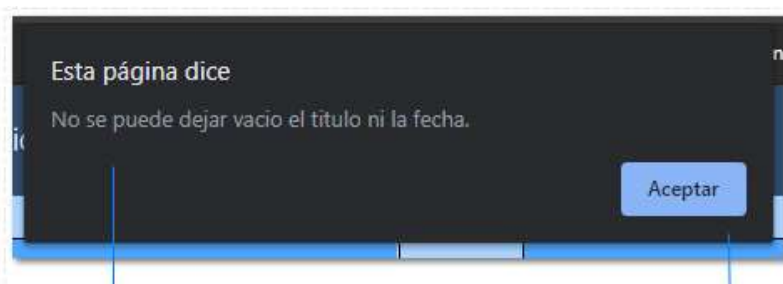 Esta página dice
No se puede dejar vacio el titulo ni la fecha.
Aceptar